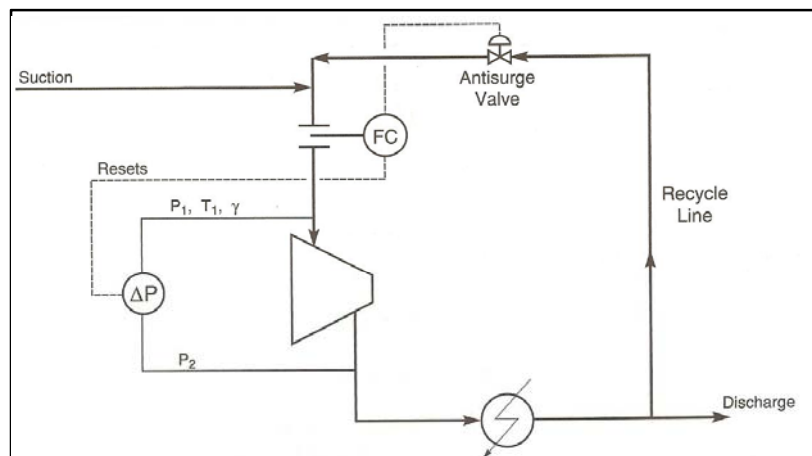 Suction
Antisurge
Valve
FC
Resets
P₁, T₁, γ
Recycle
Line
ΔP
P₂
Discharge